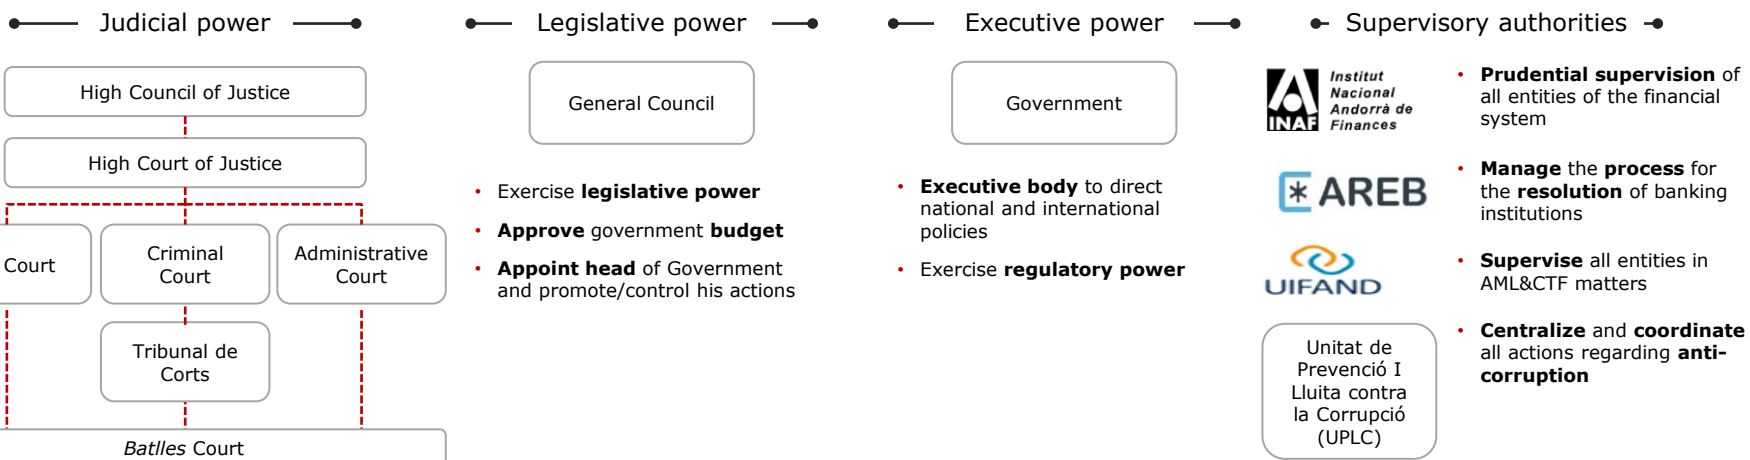 Judicial power
High Council of Justice
High Court of Justice
Court
Criminal
Court
Administrative
Court
Tribunal de
Corts
Batlles Court
Legislative power
General Council
• Exercise legislative power
• Approve government budget
• Appoint head of Government
and promote/control his actions
Executive power
Government
• Executive body to direct
national and international
policies
• Exercise regulatory power
Supervisory authorities
INAF
Institut
Nacional
Andorrà de
Finances
• Prudential supervision of
all entities of the financial
system
AREB
• Manage the process for
the resolution of banking
institutions
UIFAND
• Supervise all entities in
AML&CTF matters
Unitat de
Prevenció I
Lluita contra
la Corrupció
(UPLC)
• Centralize and coordinate
all actions regarding anti-
corruption